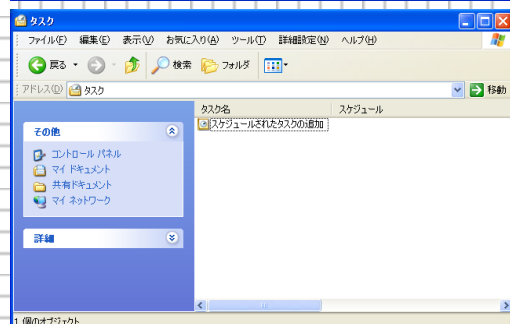 タスク
ファイル(F) 編集(E) 表示(V) お気に入り(A) ツール(T) 詳細設定(N) ヘルプ(H)
戻る 検索 フォルダ
アドレス(D) タスク 移動
タスク名 スケジュール
スケジュールされたタスクの追加
その他
コントロール パネル
マイ ドキュメント
共有ドキュメント
マイ ネットワーク
詳細
1 個のオブジェクト